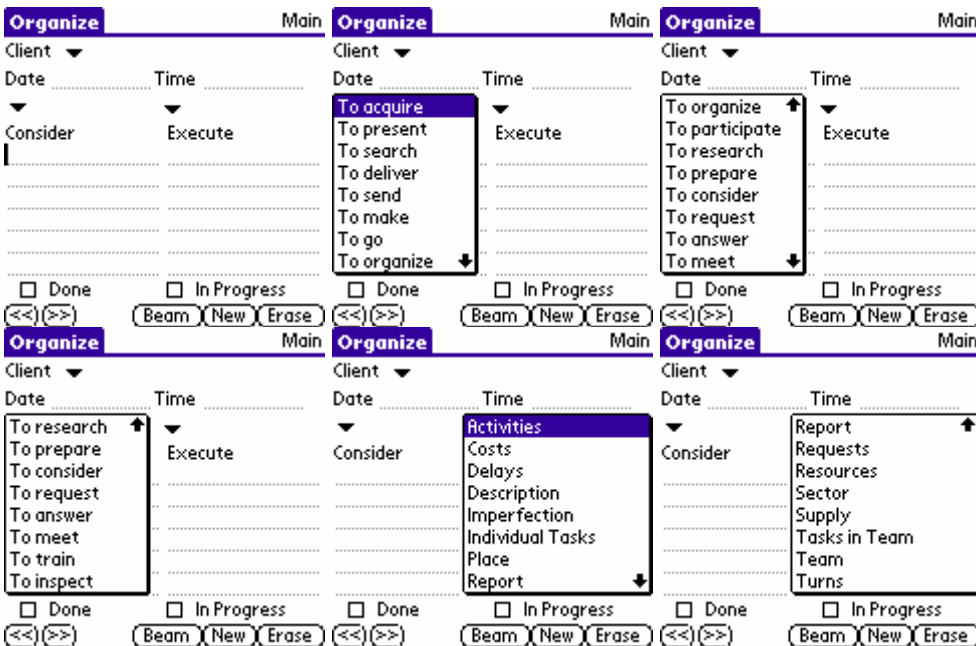 Organize Main
Client
Date Time
Consider Execute
Done In Progress
<<  >> Beam New Erase
Organize Main
Client
Date Time
To acquire
To present
Execute
To search
To deliver
To send
To make
To go
To organize
Done In Progress
<<  >> Beam New Erase
Organize Main
Client
Date Time
To organize
To participate
Execute
To research
To prepare
To consider
To request
To answer
To meet
Done In Progress
<<  >> Beam New Erase
Organize Main
Client
Date Time
To research
To prepare
Execute
To consider
To request
To answer
To meet
To train
To inspect
Done In Progress
<<  >> Beam New Erase
Organize Main
Client
Date Time
Activities
Consider
Costs
Delays
Description
Imperfection
Individual Tasks
Place
Report
Done In Progress
<<  >> Beam New Erase
Organize Main
Client
Date Time
Report
Consider
Requests
Resources
Sector
Supply
Tasks in Team
Team
Turns
Done In Progress
<<  >> Beam New Erase